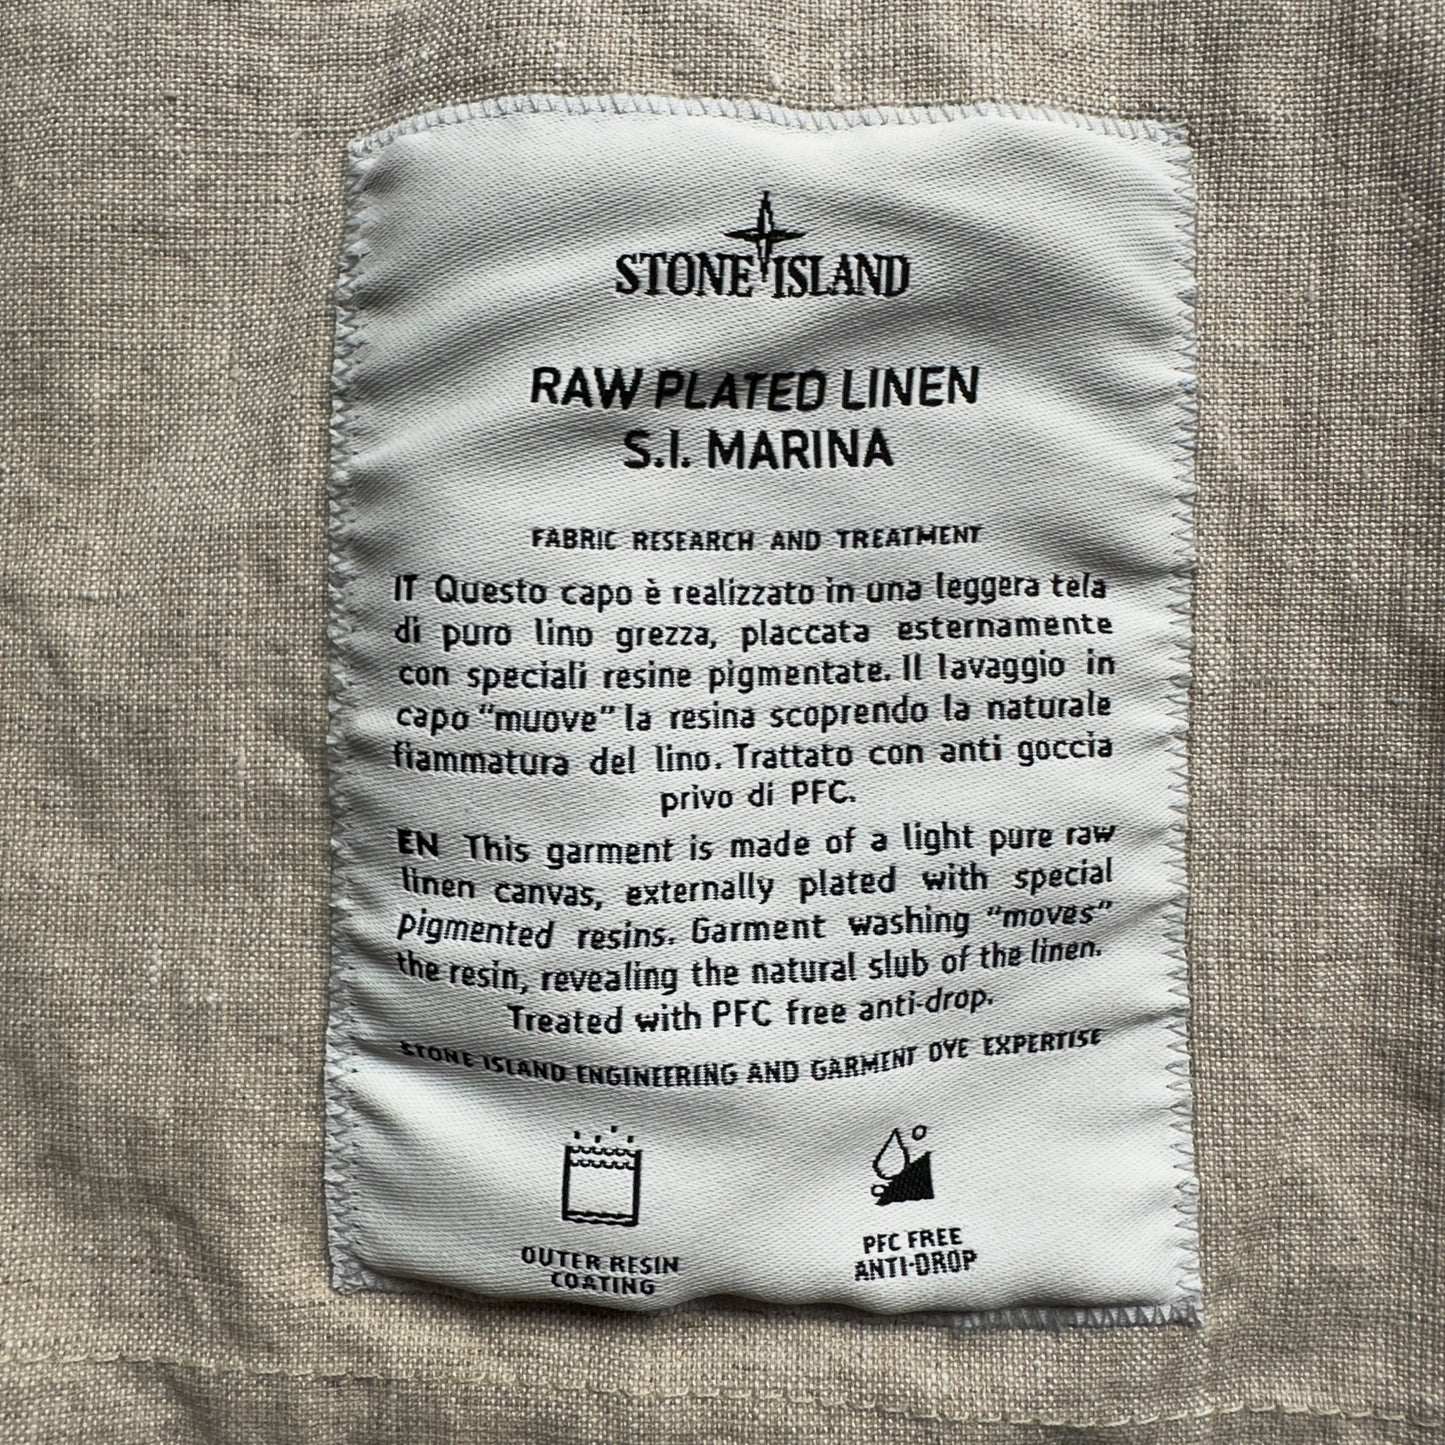 STONE ISLAND
RAW PLATED LINEN
S.I. MARINA
FABRIC RESEARCH AND TREATMENT
IT Questo capo è realizzato in una leggera tela
di puro lino grezza, placcata esternamente
con speciali resine pigmentate. Il lavaggio in
capo “muove” la resina scoprendo la naturale
fiammatura del lino. Trattato con anti goccia
privo di PFC.
EN This garment is made of a light pure raw
linen canvas, externally plated with special
pigmented resins. Garment washing “moves”
the resin, revealing the natural slub of the linen.
Treated with PFC free anti-drop.
STONE ISLAND ENGINEERING AND GARMENT DYE EXPERTISE
OUTER RESIN
COATING
PFC FREE
ANTI-DROP